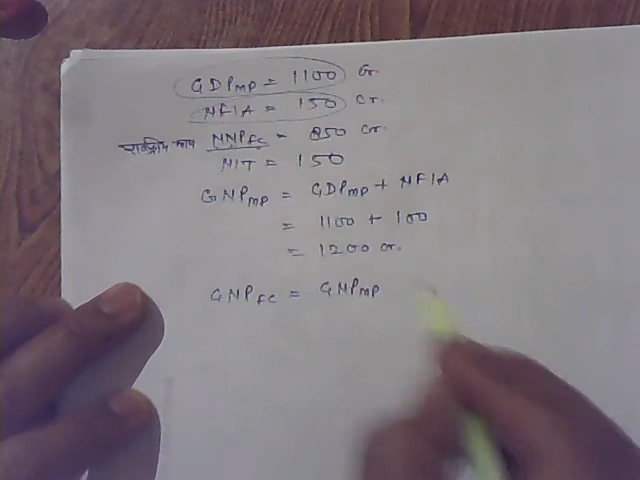 GDPMP = 1100 Cr.
NFIA = 150 Cr.
राष्ट्रीय आय NNPFC = 850 Cr.
NIT = 150
GNPMP = GDPMP + NFIA
= 1100 + 100
= 1200 Cr.
GNPFC = GNPMP